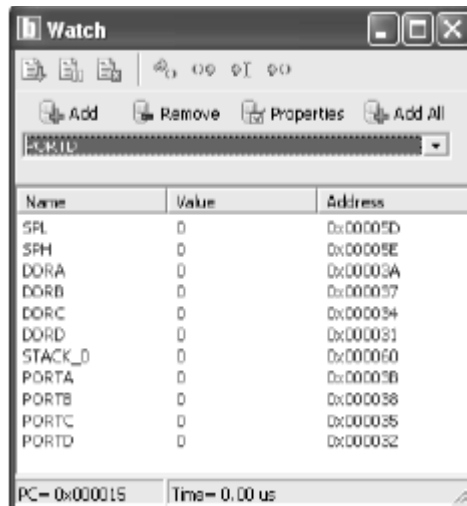 Watch
Add Remove Properties Add All
PORTD
Name Value Address
SPL 0 0x00005D
SPH 0 0x00005E
DDRA 0 0x00003A
DDRB 0 0x000037
DDRC 0 0x000034
DDRD 0 0x000031
STACK_0 0 0x000060
PORTA 0 0x00003B
PORTB 0 0x000038
PORTC 0 0x000035
PORTD 0 0x000032
PC= 0x000015 Time= 0.00 us